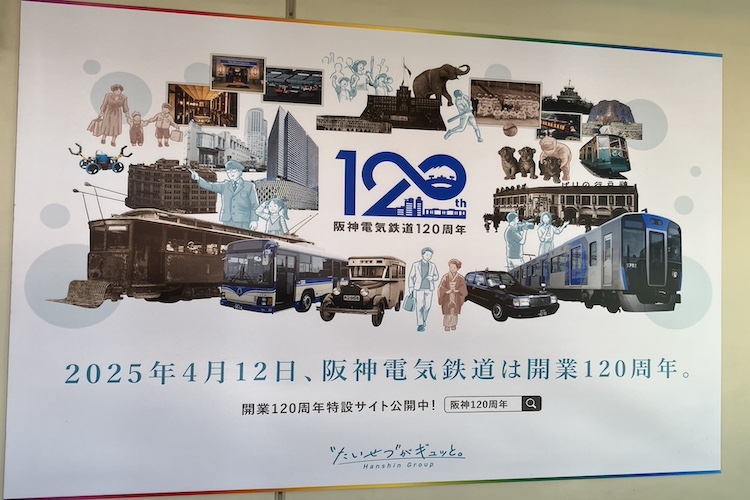 120th
阪神電気鉄道120周年
2025年4月12日、阪神電気鉄道は開業120周年。
開業120周年特設サイト公開中!
阪神120周年
"たいせつ"がギュッと。
Hanshin Group